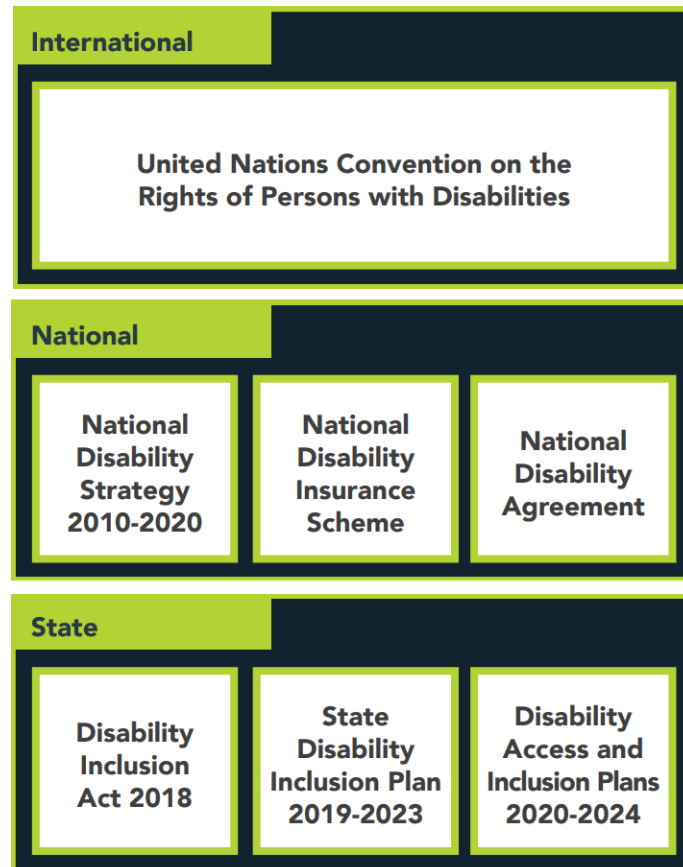 International
United Nations Convention on the
Rights of Persons with Disabilities
National
National
Disability
Strategy
2010-2020
National
Disability
Insurance
Scheme
National
Disability
Agreement
State
Disability
Inclusion
Act 2018
State
Disability
Inclusion Plan
2019-2023
Disability
Access and
Inclusion Plans
2020-2024